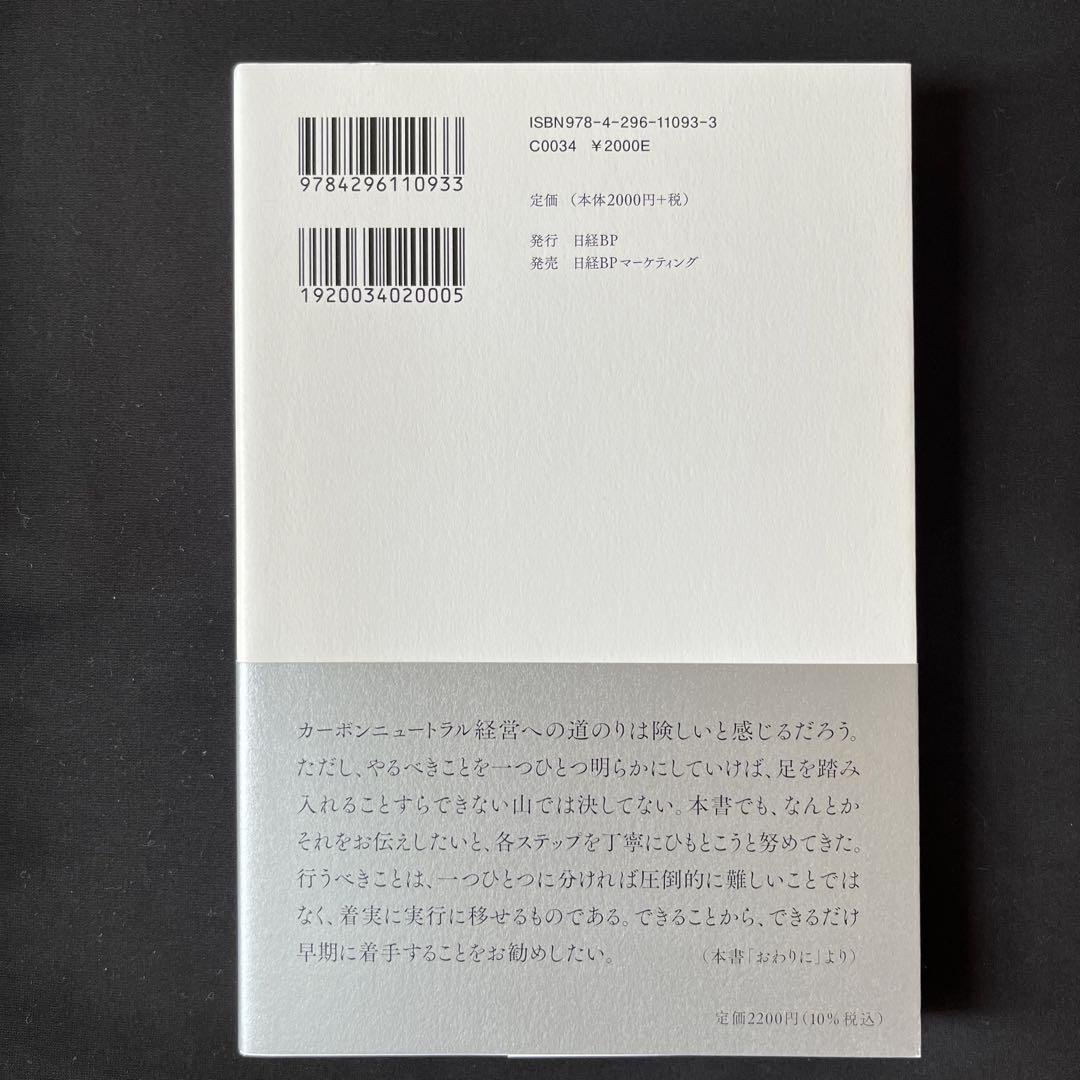 9784296110933
1920034020005
ISBN978-4-296-11093-3
C0034 ¥2000E
定価 (本体2000円+税)
発行 日経BP
発売 日経BPマーケティング
カーボンニュートラル経営への道のりは険しいと感じるだろう。
ただし、やるべきことを一つひとつ明らかにしていけば、足を踏み
入れることすらできない山では決してない。本書でも、なんとか
それをお伝えしたいと、各ステップを丁寧にひもとこうと努めてきた。
行うべきことは、一つひとつに分ければ圧倒的に難しいことでは
なく、着実に実行に移せるものである。できることから、できるだけ
早期に着手することをお勧めしたい。 (本書「おわりに」より)
定価2200円(10%税込)